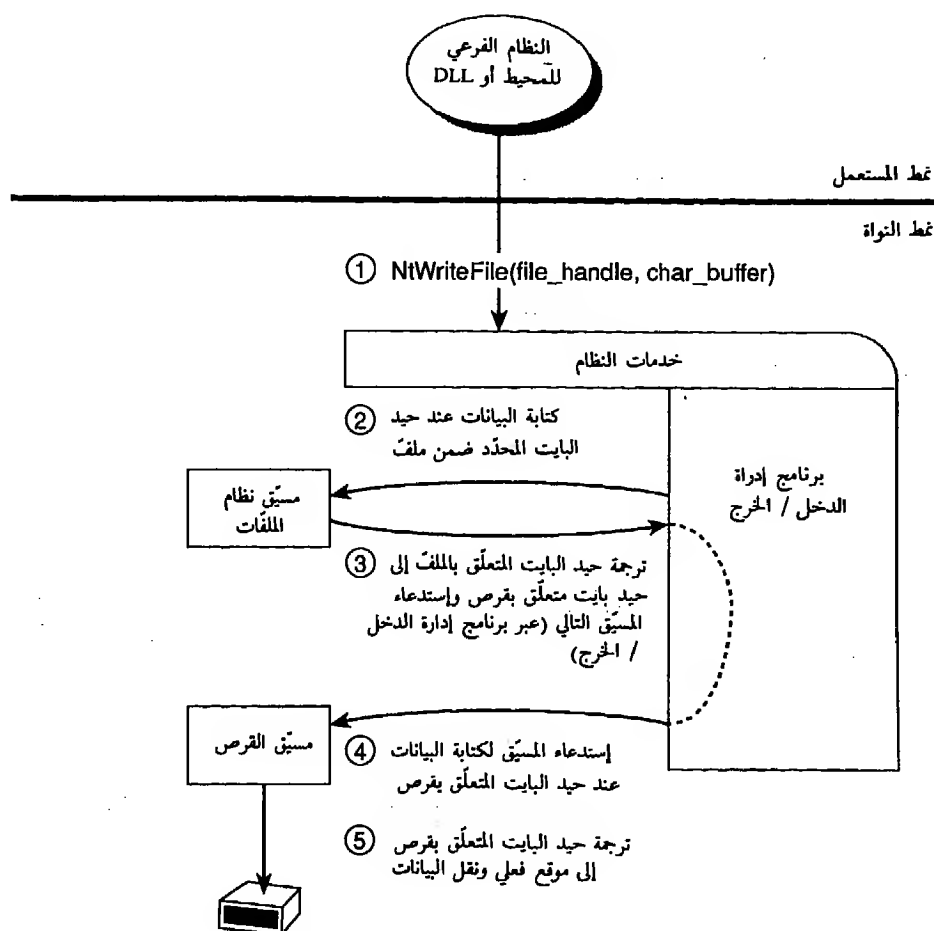 النظام الفرعي
للمحيط أو DLL
نمط المستعمل
نمط النواة
① NtWriteFile(file_handle, char_buffer)
خدمات النظام
② كتابة البيانات عند حيد
البايت المحدّد ضمن ملفّ
برنامج إدراة
الدخل / الخرج
مسيّق نظام
الملفّات
③ ترجمة حيد البايت المتعلّق بالملفّ إلى
حيد بايت متعلّق بقرص وإستدعاء
المسيّق التالي (عبر برنامج إدارة الدخل
/ الخرج)
مسيّق القرص
④ إستدعاء المسيّق لكتابة البيانات
عند حيد البايت المتعلّق بقرص
⑤ ترجمة حيد البايت المتعلّق بقرص
إلى موقع فعلي ونقل البيانات